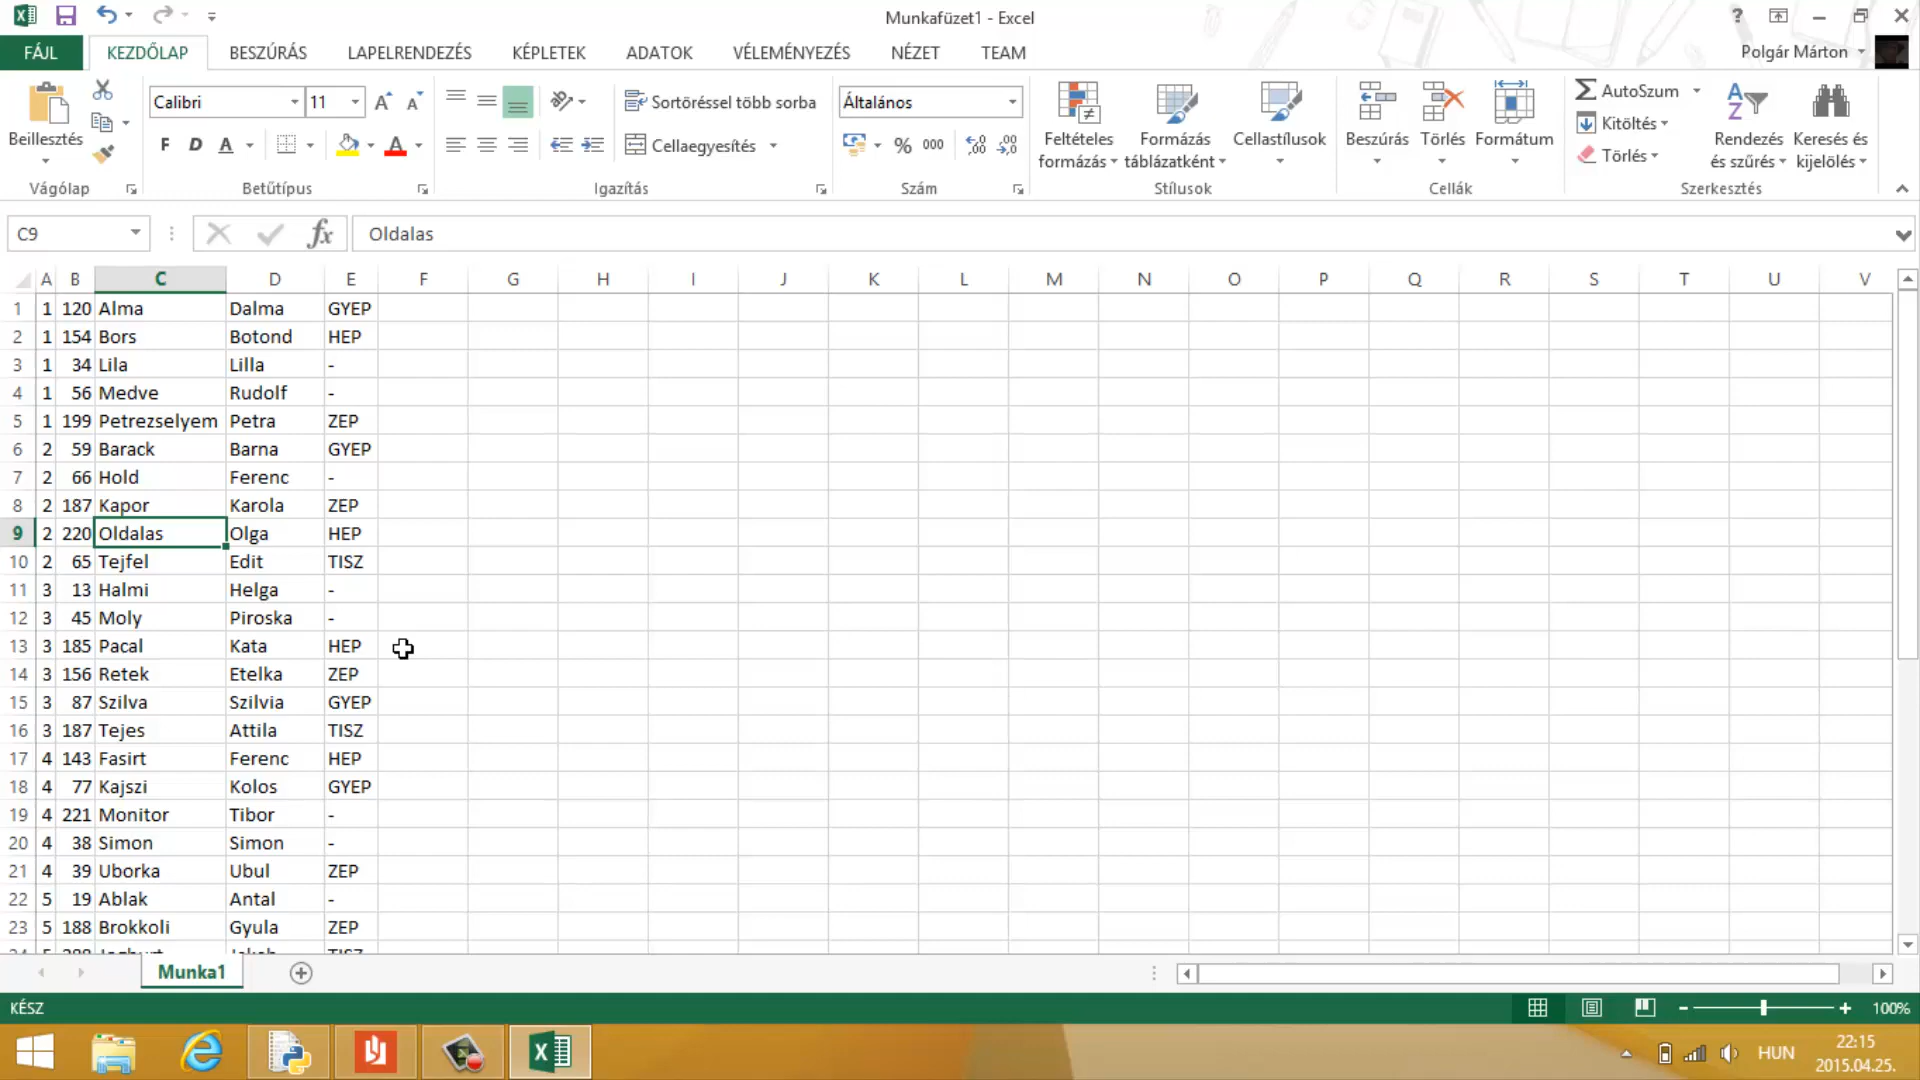 Munkafüzet1 - Excel
?
FÁJL KEZDŐLAP BESZÚRÁS LAPELRENDEZÉS KÉPLETEK ADATOK VÉLEMÉNYEZÉS NÉZET TEAM Polgár Márton
Beillesztés
Calibri 11
F D A
Sortöréssel több sorba
Cellaegyesítés
Általános
% 000
Feltételes formázás
Formázás táblázatként
Cellastílusok
Beszúrás Törlés Formátum
AutoSzum
Kitöltés
Törlés
Rendezés és szűrés
Keresés és kijelölés
Vágólap Betűtípus Igazítás Szám Stílusok Cellák Szerkesztés
C9 fx Oldalas
A B C D E F G H I J K L M N O P Q R S T U V
1 1 120 Alma Dalma GYEP
2 1 154 Bors Botond HEP
3 1 34 Lila Lilla -
4 1 56 Medve Rudolf -
5 1 199 Petrezselyem Petra ZEP
6 2 59 Barack Barna GYEP
7 2 66 Hold Ferenc -
8 2 187 Kapor Karola ZEP
9 2 220 Oldalas Olga HEP
10 2 65 Tejfel Edit TISZ
11 3 13 Halmi Helga -
12 3 45 Moly Piroska -
13 3 185 Pacal Kata HEP
14 3 156 Retek Etelka ZEP
15 3 87 Szilva Szilvia GYEP
16 3 187 Tejes Attila TISZ
17 4 143 Fasirt Ferenc HEP
18 4 77 Kajszi Kolos GYEP
19 4 221 Monitor Tibor -
20 4 38 Simon Simon -
21 4 39 Uborka Ubul ZEP
22 5 19 Ablak Antal -
23 5 188 Brokkoli Gyula ZEP
Munka1
KÉSZ 100%
HUN 22:15
2015.04.25.